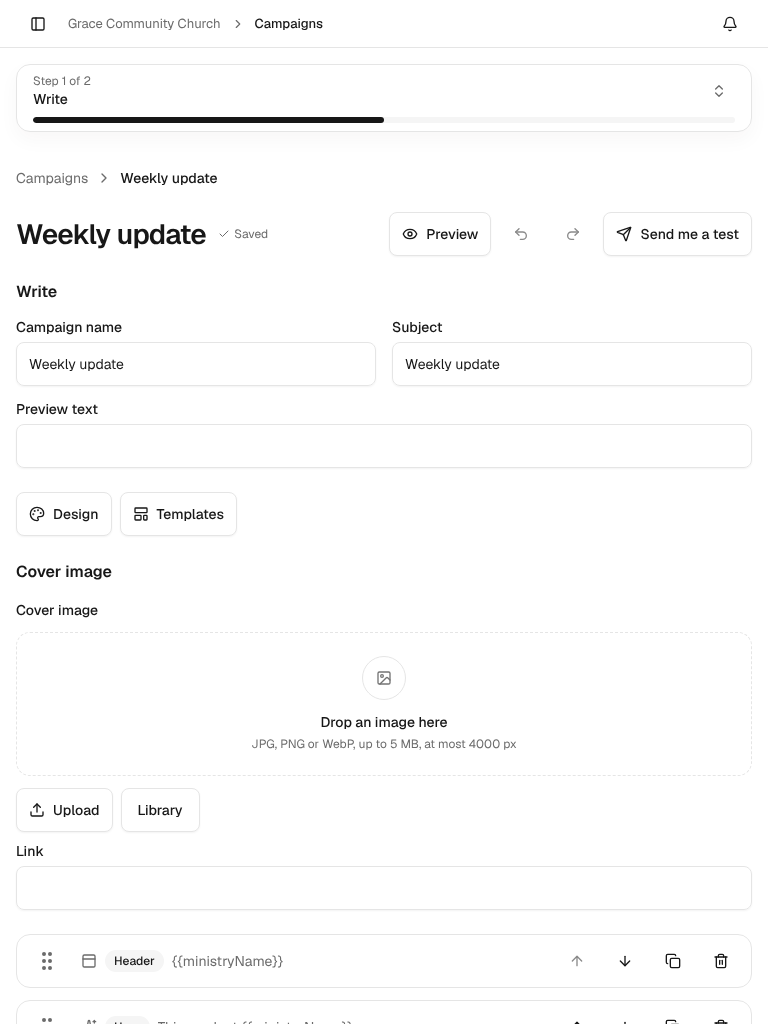 Grace Community Church > Campaigns
Step 1 of 2
Write
Campaigns > Weekly update
Weekly update
Saved
Preview
Send me a test
Write
Campaign name
Subject
Weekly update
Weekly update
Preview text
Design
Templates
Cover image
Cover image
Drop an image here
JPG, PNG or WebP, up to 5 MB, at most 4000 px
Upload
Library
Link
Header {{ministryName}}